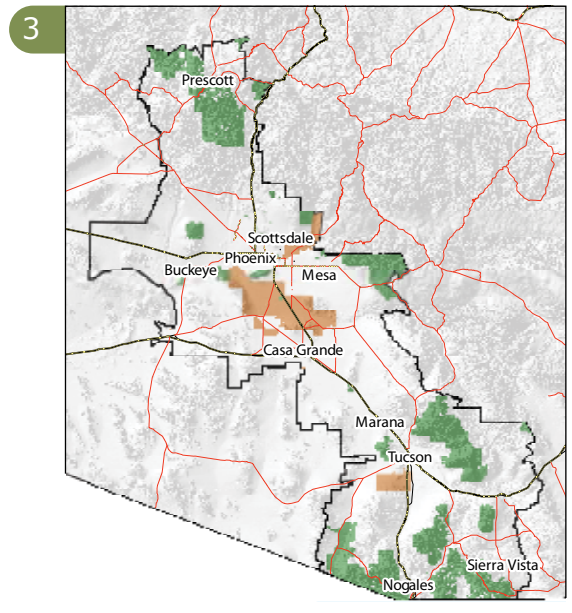 3
Prescott
Scottsdale
Phoenix
Buckeye
Mesa
Casa Grande
Marana
Tucson
Sierra Vista
Nogales